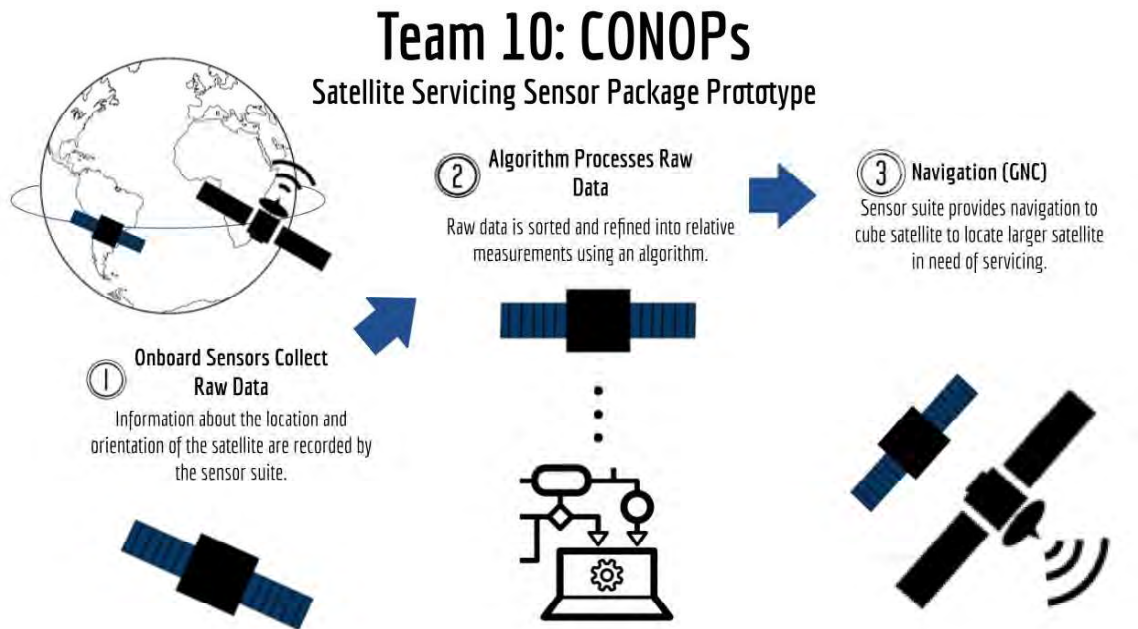 Team 10: CONOPs
Satellite Servicing Sensor Package Prototype
1
Onboard Sensors Collect
Raw Data
Information about the location and
orientation of the satellite are recorded by
the sensor suite.
2
Algorithm Processes Raw
Data
Raw data is sorted and refined into relative
measurements using an algorithm.
3
Navigation (GNC)
Sensor suite provides navigation to
cube satellite to locate larger satellite
in need of servicing.